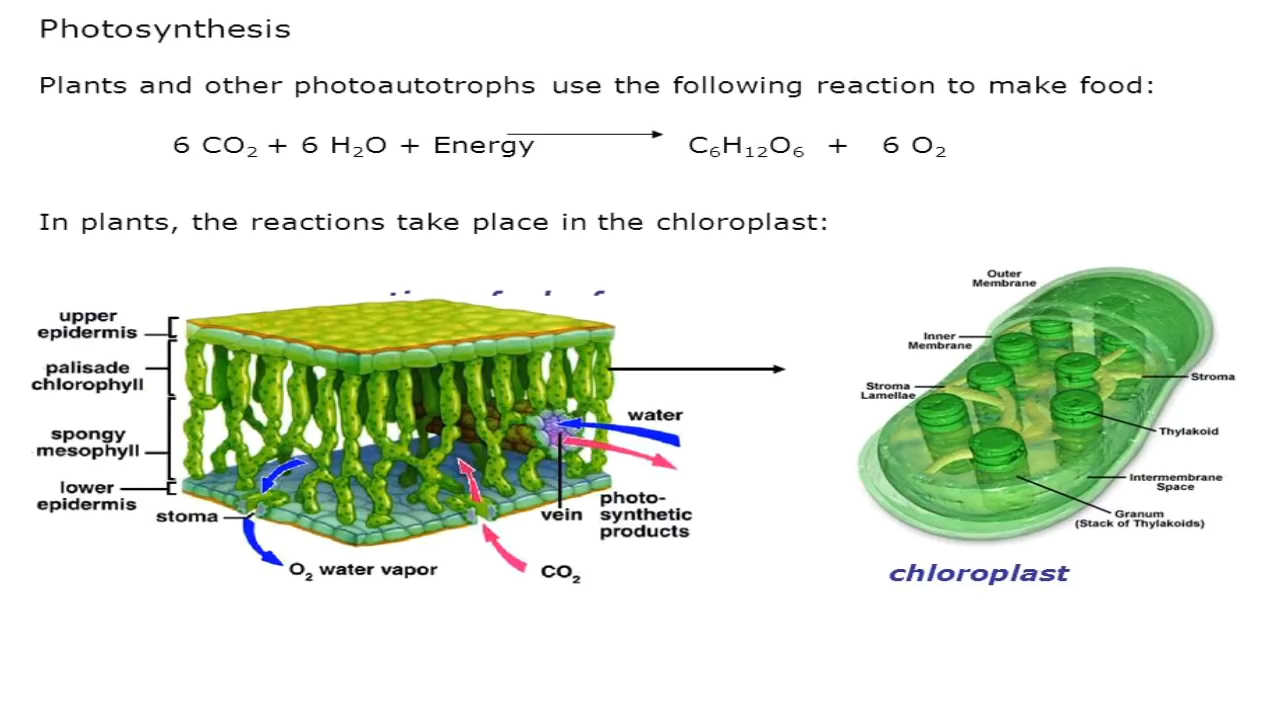 Photosynthesis
Plants and other photoautotrophs use the following reaction to make food:
6 CO₂ + 6 H₂O + Energy C₆H₁₂O₆ + 6 O₂
In plants, the reactions take place in the chloroplast:
upper
epidermis
palisade
chlorophyll
spongy
mesophyll
lower
epidermis
stoma
O₂ water vapor
CO₂
vein
water
photo-
synthetic
products
Outer
Membrane
Inner
Membrane
Stroma
Lamellae
Stroma
Thylakoid
Intermembrane
Space
Granum
(Stack of Thylakoids)
chloroplast